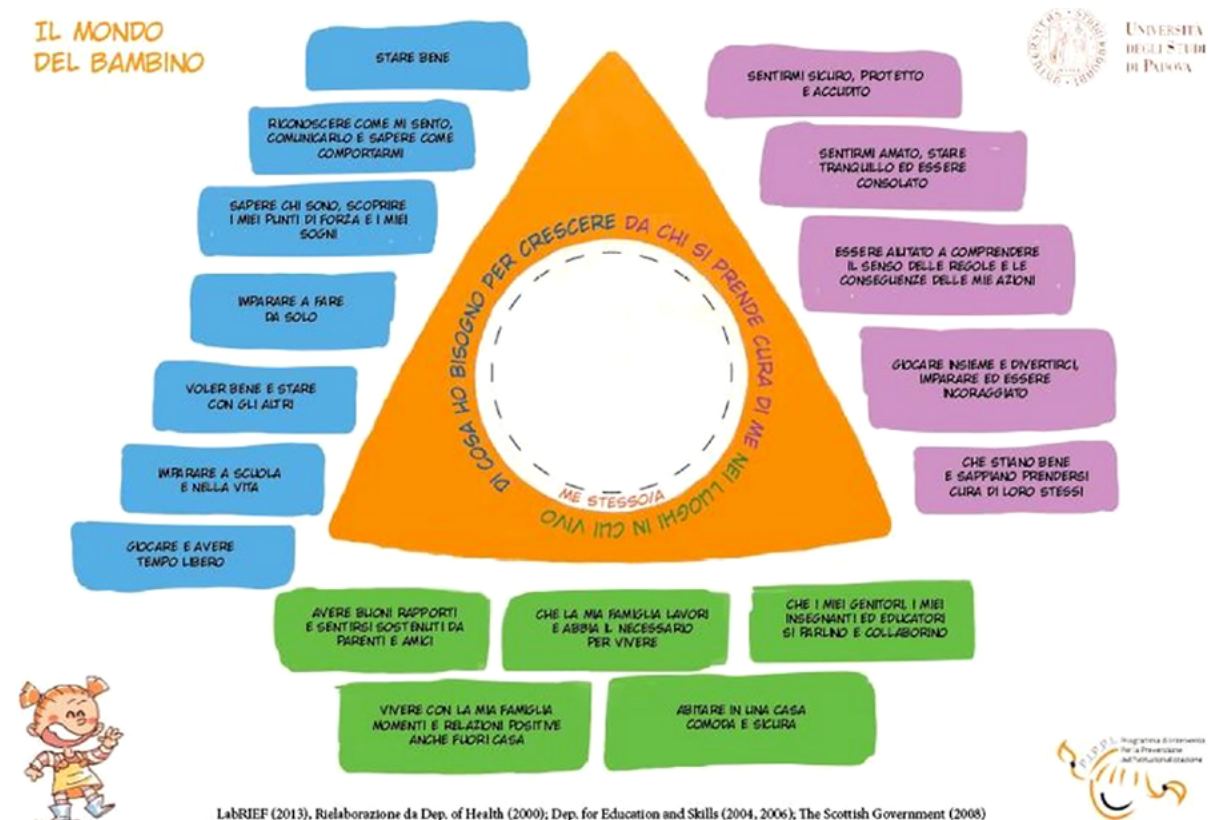 IL MONDO
DEL BAMBINO
UNIVERSITÀ
DEGLI STUDI
DI PADOVA
STARE BENE
RICONOSCERE COME MI SENTO,
COMUNICARLO E SAPERE COME
COMPORTARMI
SAPERE CHI SONO, SCOPRIRE
I MIEI PUNTI DI FORZA E I MIEI
SOGNI
IMPARARE A FARE
DA SOLO
VOLER BENE E STARE
CON GLI ALTRI
IMPARARE A SCUOLA
E NELLA VITA
GIOCARE E AVERE
TEMPO LIBERO
DI COSA HO BISOGNO PER CRESCERE
DA CHI SI PRENDE CURA DI ME
NEI LUOGHI IN CUI VIVO
ME STESSO/A
SENTIRMI SICURO, PROTETTO
E ACCUDITO
SENTIRMI AMATO, STARE
TRANQUILLO ED ESSERE
CONSOLATO
ESSERE AIUTATO A COMPRENDERE
IL SENSO DELLE REGOLE E LE
CONSEGUENZE DELLE MIE AZIONI
GIOCARE INSIEME E DIVERTIRCI,
IMPARARE ED ESSERE
INCORAGGIATO
CHE STIANO BENE
E SAPPIANO PRENDERSI
CURA DI LORO STESSI
AVERE BUONI RAPPORTI
E SENTIRSI SOSTENUTI DA
PARENTI E AMICI
CHE LA MIA FAMIGLIA LAVORI
E ABBIA IL NECESSARIO
PER VIVERE
CHE I MIEI GENITORI, I MIEI
INSEGNANTI ED EDUCATORI
SI PARLINO E COLLABORINO
VIVERE CON LA MIA FAMIGLIA
MOMENTI E RELAZIONI POSITIVE
ANCHE FUORI CASA
ABITARE IN UNA CASA
COMODA E SICURA
P.I.P.P.I.
Programma di Intervento
Per la Prevenzione
dell'Istituzionalizzazione
LabRIEF (2013), Rielaborazione da Dep. of Health (2000); Dep. for Education and Skills (2004, 2006); The Scottish Government (2008)